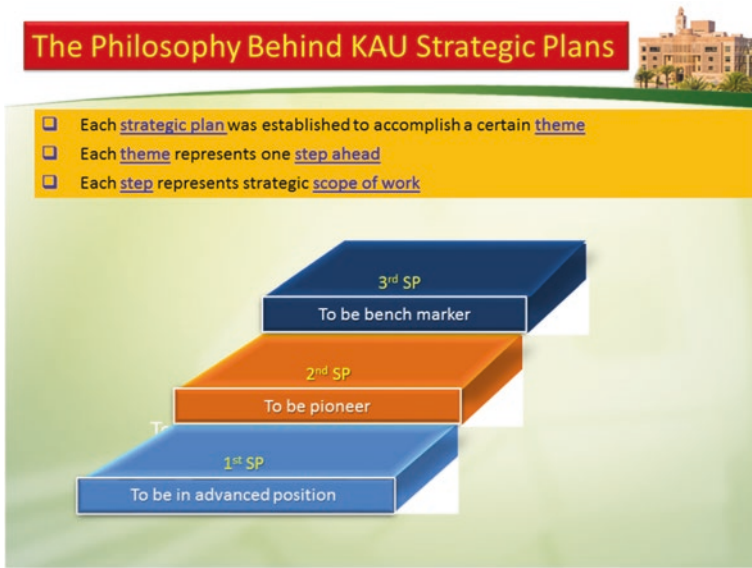 The Philosophy Behind KAU Strategic Plans
Each strategic plan was established to accomplish a certain theme
Each theme represents one step ahead
Each step represents strategic scope of work
3rd SP
To be bench marker
2nd SP
To be pioneer
To
1st SP
To be in advanced position